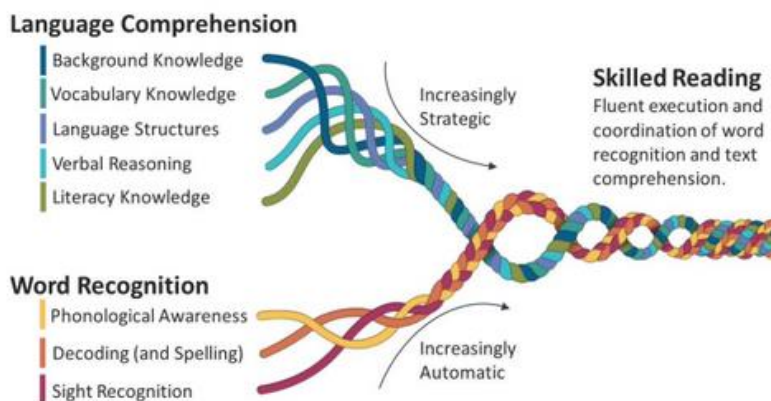 Language Comprehension
Background Knowledge
Vocabulary Knowledge
Language Structures
Verbal Reasoning
Literacy Knowledge
Increasingly
Strategic
Skilled Reading
Fluent execution and
coordination of word
recognition and text
comprehension.
Word Recognition
Phonological Awareness
Decoding (and Spelling)
Sight Recognition
Increasingly
Automatic